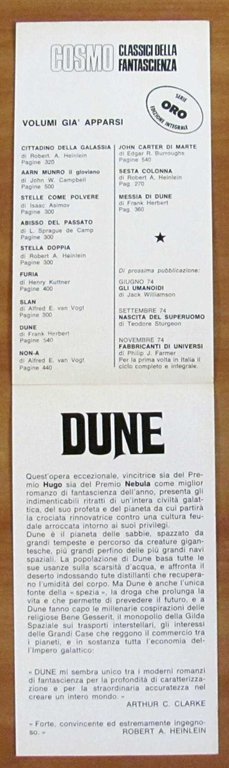 COSMO CLASSICI DELLA
FANTASCIENZA
SERIE
ORO
EDIZIONE INTEGRALE
VOLUMI GIA' APPARSI
CITTADINO DELLA GALASSIA
di Robert A. Heinlein
Pagine 320
AARN MUNRO il gioviano
di John W. Campbell
Pagine 500
STELLE COME POLVERE
di Isaac Asimov
Pagine 300
ABISSO DEL PASSATO
di L. Sprague de Camp
Pagine 300
STELLA DOPPIA
di Robert A. Heinlein
Pagine 300
FURIA
di Henry Kuttner
Pagine 400
SLAN
di Alfred E. van Vogt
Pagine 300
DUNE
di Frank Herbert
Pagine 540
NON-A
di Alfred E. van Vogt
Pagine 440
JOHN CARTER DI MARTE
di Edgar R. Burroughs
Pagine 540
SESTA COLONNA
di Robert A. Heinlein
Pag. 270
MESSIA DI DUNE
di Frank Herbert
Pag. 360
Di prossima pubblicazione:
GIUGNO 74
GLI UMANOIDI
di Jack Williamson
SETTEMBRE 74
NASCITA DEL SUPERUOMO
di Teodore Sturgeon
NOVEMBRE 74
FABBRICANTI DI UNIVERSI
di Philip J. Farmer
Per la prima volta in Italia il
ciclo completo e integrale.
DUNE
Quest'opera eccezionale, vincitrice sia del Pre-
mio Hugo sia del Premio Nebula come miglior
romanzo di fantascienza dell'anno, presenta gli
indimenticabili ritratti di un'intera civiltà galat-
tica, del suo profeta e del pianeta da cui partirà
la crociata rinnovatrice contro una cultura feu-
dale arroccata intorno ai suoi privilegi.
Dune è il pianeta delle sabbie, spazzato da
grandi tempeste e percorso da creature gigan-
tesche, più grandi perfino delle più grandi navi
spaziali. La popolazione di Dune basa tutte le
sue usanze sulla scarsità d'acqua, e affronta il
deserto indossando tute distillanti che recupera-
no l'umidità del corpo. Ma Dune è anche l'unica
fonte della « spezia », la droga che prolunga la
vita e che permette di prevedere il futuro, e a
Dune fanno capo le millenarie cospirazioni delle
religiose Bene Gesserit, il monopolio della Gilda
Spaziale sui trasporti interstellari, gli interessi
delle Grandi Case che reggono il commercio tra
i pianeti, e in sostanza tutta l'economia del-
l'Impero galattico:
« DUNE mi sembra unico tra i moderni romanzi
di fantascienza per la profondità di caratterizza-
zione e per la straordinaria accuratezza nel
creare un intero mondo. »
ARTHUR C. CLARKE
« Forte, convincente ed estremamente ingegno-
so. »
ROBERT A. HEINLEIN